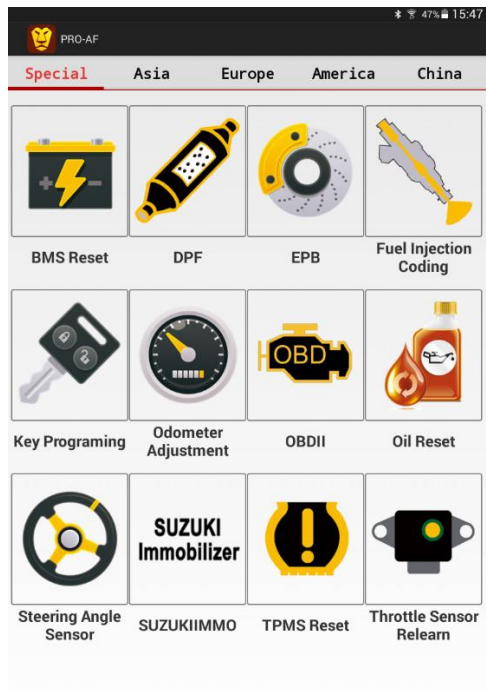 47% 15:47
PRO-AF
Special Asia Europe America China
BMS Reset DPF EPB Fuel Injection
Coding
OBD
Key Programing Odometer OBDII Oil Reset
Adjustment
SUZUKI
Immobilizer
Steering Angle SUZUKIIMMO TPMS Reset Throttle Sensor
Sensor Relearn